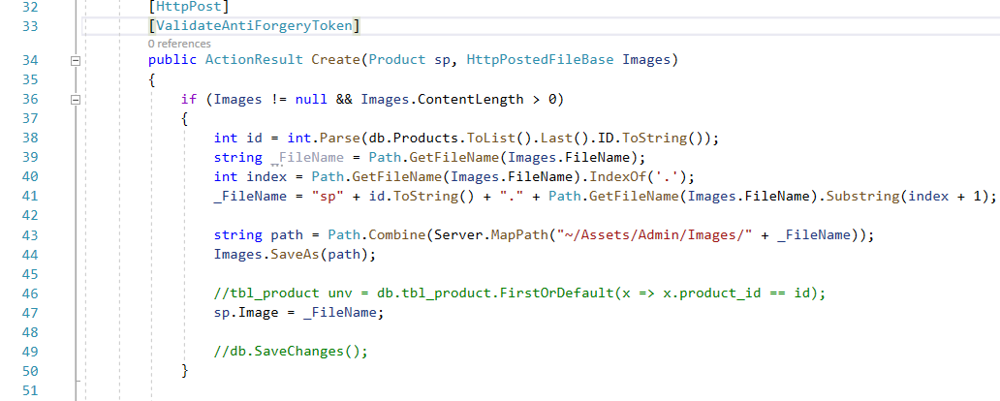 32 [HttpPost]
33 [ValidateAntiForgeryToken]
0 references
34 public ActionResult Create(Product sp, HttpPostedFileBase Images)
35 {
36 if (Images != null && Images.ContentLength > 0)
37 {
38 int id = int.Parse(db.Products.ToList().Last().ID.ToString());
39 string _FileName = Path.GetFileName(Images.FileName);
40 int index = Path.GetFileName(Images.FileName).IndexOf('.');
41 _FileName = "sp" + id.ToString() + "." + Path.GetFileName(Images.FileName).Substring(index + 1);
42
43 string path = Path.Combine(Server.MapPath("~/Assets/Admin/Images/" + _FileName));
44 Images.SaveAs(path);
45
46 //tbl_product unv = db.tbl_product.FirstOrDefault(x => x.product_id == id);
47 sp.Image = _FileName;
48
49 //db.SaveChanges();
50 }
51